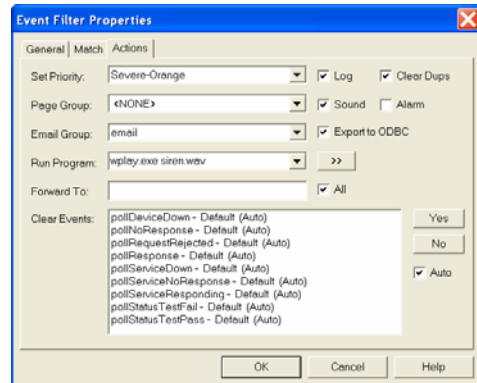 Event Filter Properties
General Match Actions
Set Priority: Severe-Orange Log Clear Dups
Page Group: <NONE> Sound Alarm
Email Group: email Export to ODBC
Run Program: wplay.exe siren.wav >>
Forward To: All
Clear Events: pollDeviceDown - Default (Auto) Yes
pollNoResponse - Default (Auto)
pollRequestRejected - Default (Auto) No
pollResponse - Default (Auto)
pollServiceDown - Default (Auto) Auto
pollServiceNoResponse - Default (Auto)
pollServiceResponding - Default (Auto)
pollStatusTestFail - Default (Auto)
pollStatusTestPass - Default (Auto)
OK Cancel Help